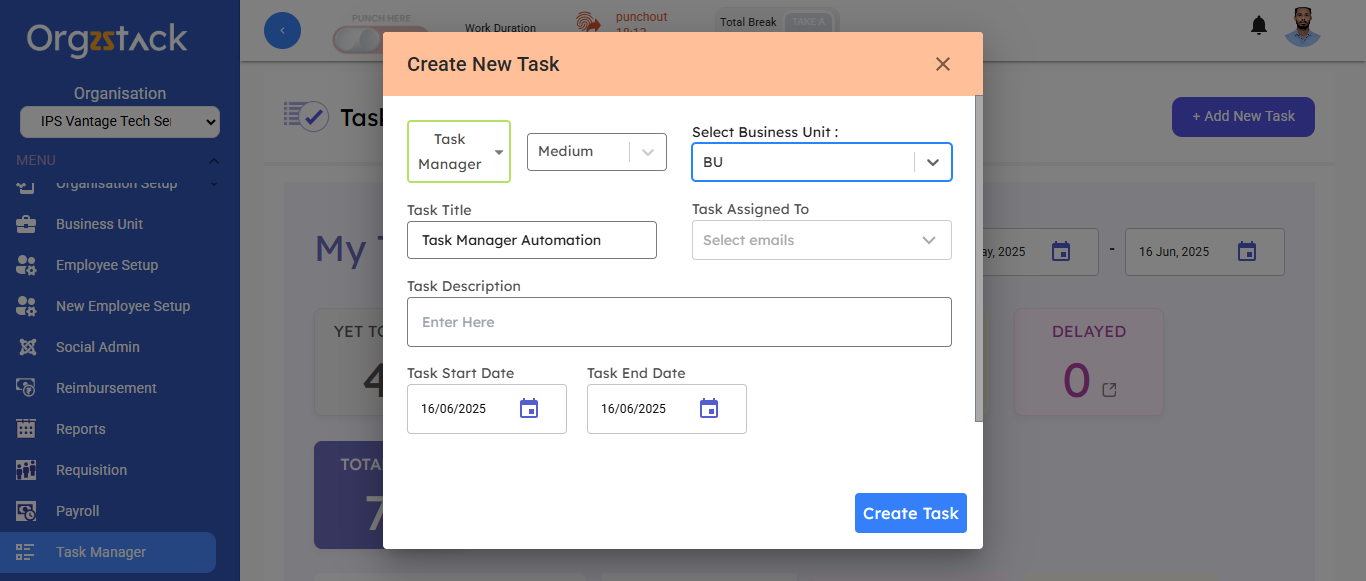 Orgzstack
Organisation
IPS Vantage Tech Ser
MENU
Organisation Setup
Business Unit
Employee Setup
New Employee Setup
Social Admin
Reimbursement
Reports
Requisition
Payroll
Task Manager
PUNCH HERE
Work Duration
punchout
Total Break
TAKE A
Task
+ Add New Task
My T
ay, 2025
-
16 Jun, 2025
YET TO
4
DELAYED
0
TOTA
7
Create New Task
Task
Manager
Medium
Select Business Unit :
BU
Task Title
Task Manager Automation
Task Assigned To
Select emails
Task Description
Enter Here
Task Start Date
16/06/2025
Task End Date
16/06/2025
Create Task